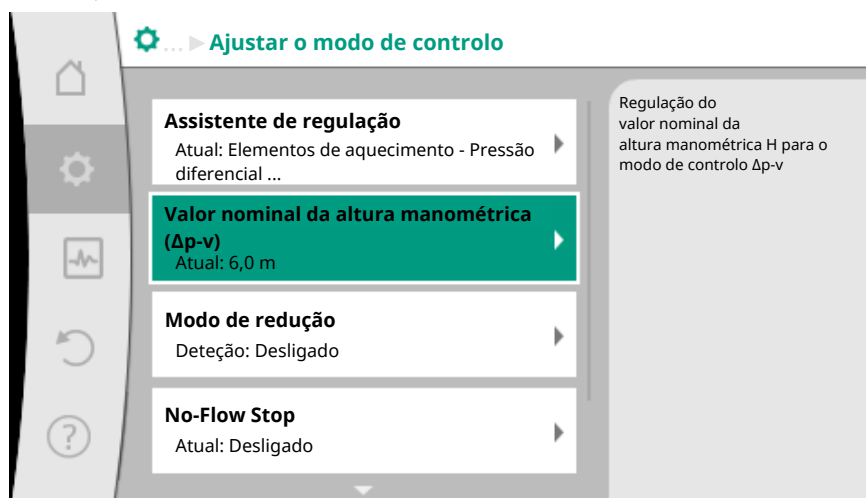 ... Ajustar o modo de controlo
Assistente de regulação
Atual: Elementos de aquecimento - Pressão
diferencial ...
Valor nominal da altura manométrica
(Δp-v)
Atual: 6,0 m
Modo de redução
Deteção: Desligado
No-Flow Stop
Atual: Desligado
Regulação do
valor nominal da
altura manométrica H para o
modo de controlo Δp-v
?